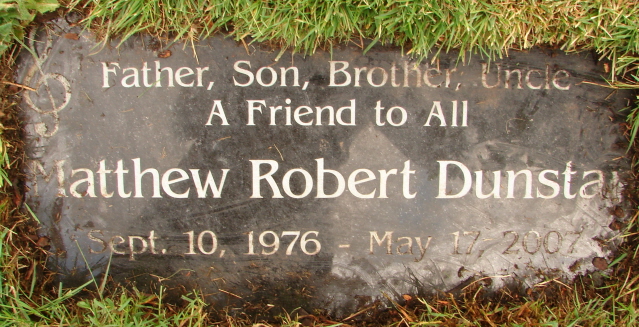 Father, Son, Brother, Uncle
A Friend to All
Matthew Robert Dunstan
Sept. 10, 1976 - May 17, 2007